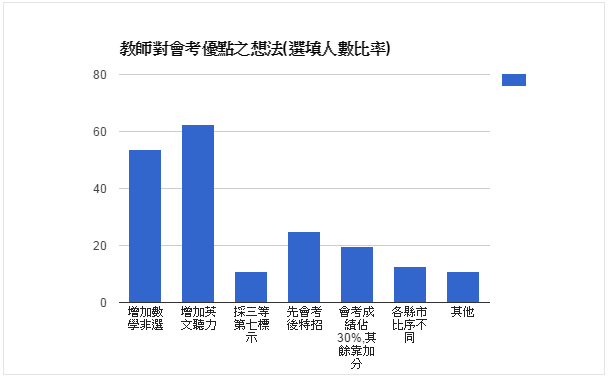 教師對會考優點之想法(選填人數比率)
80
60
40
20
0
增加數
學非選
增加英
文聽力
採三等
第七標
示
先會考
後特招
會考成
績佔
30%,其
餘靠加
分
各縣市
比序不
同
其他